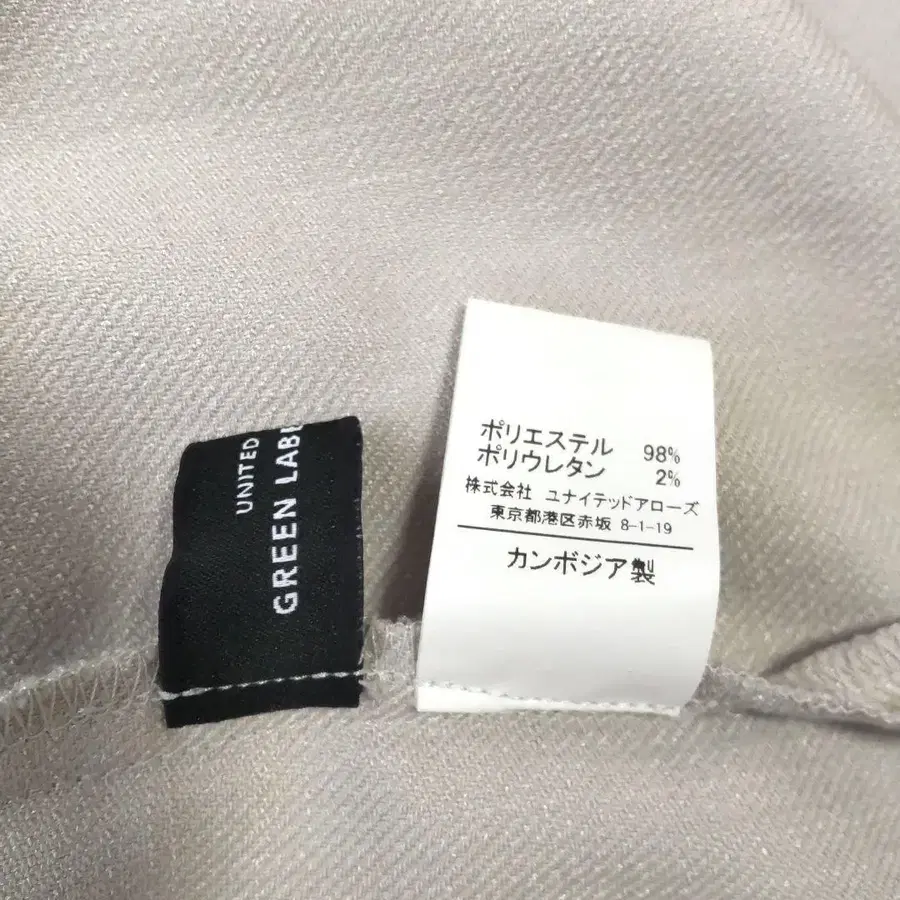 UNITED
GREEN LABE
ポリエステル 98%
ポリウレタン 2%
株式会社 ユナイテッドアローズ
東京都港区赤坂 8-1-19
カンボジア製